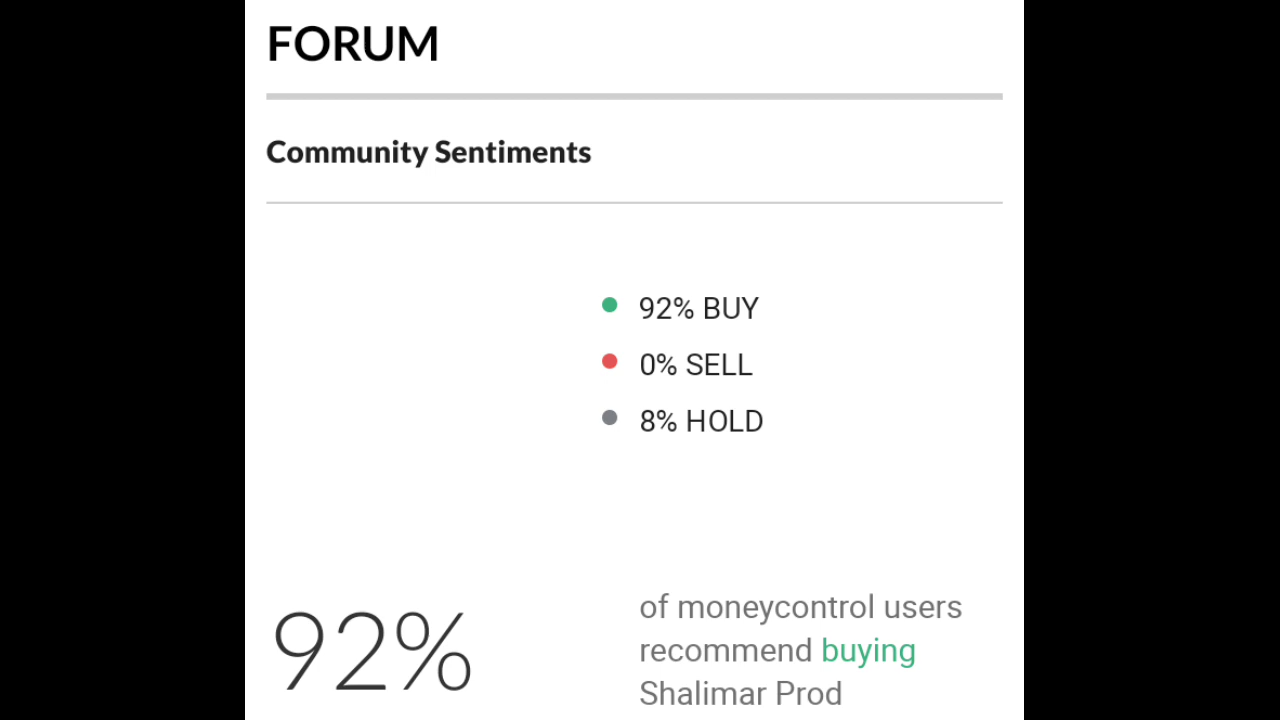 FORUM
Community Sentiments
92% BUY
0% SELL
8% HOLD
92%
of moneycontrol users
recommend buying
Shalimar Prod